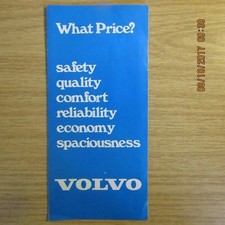 What Price?
safety
quality
comfort
reliability
economy
spaciousness
VOLVO